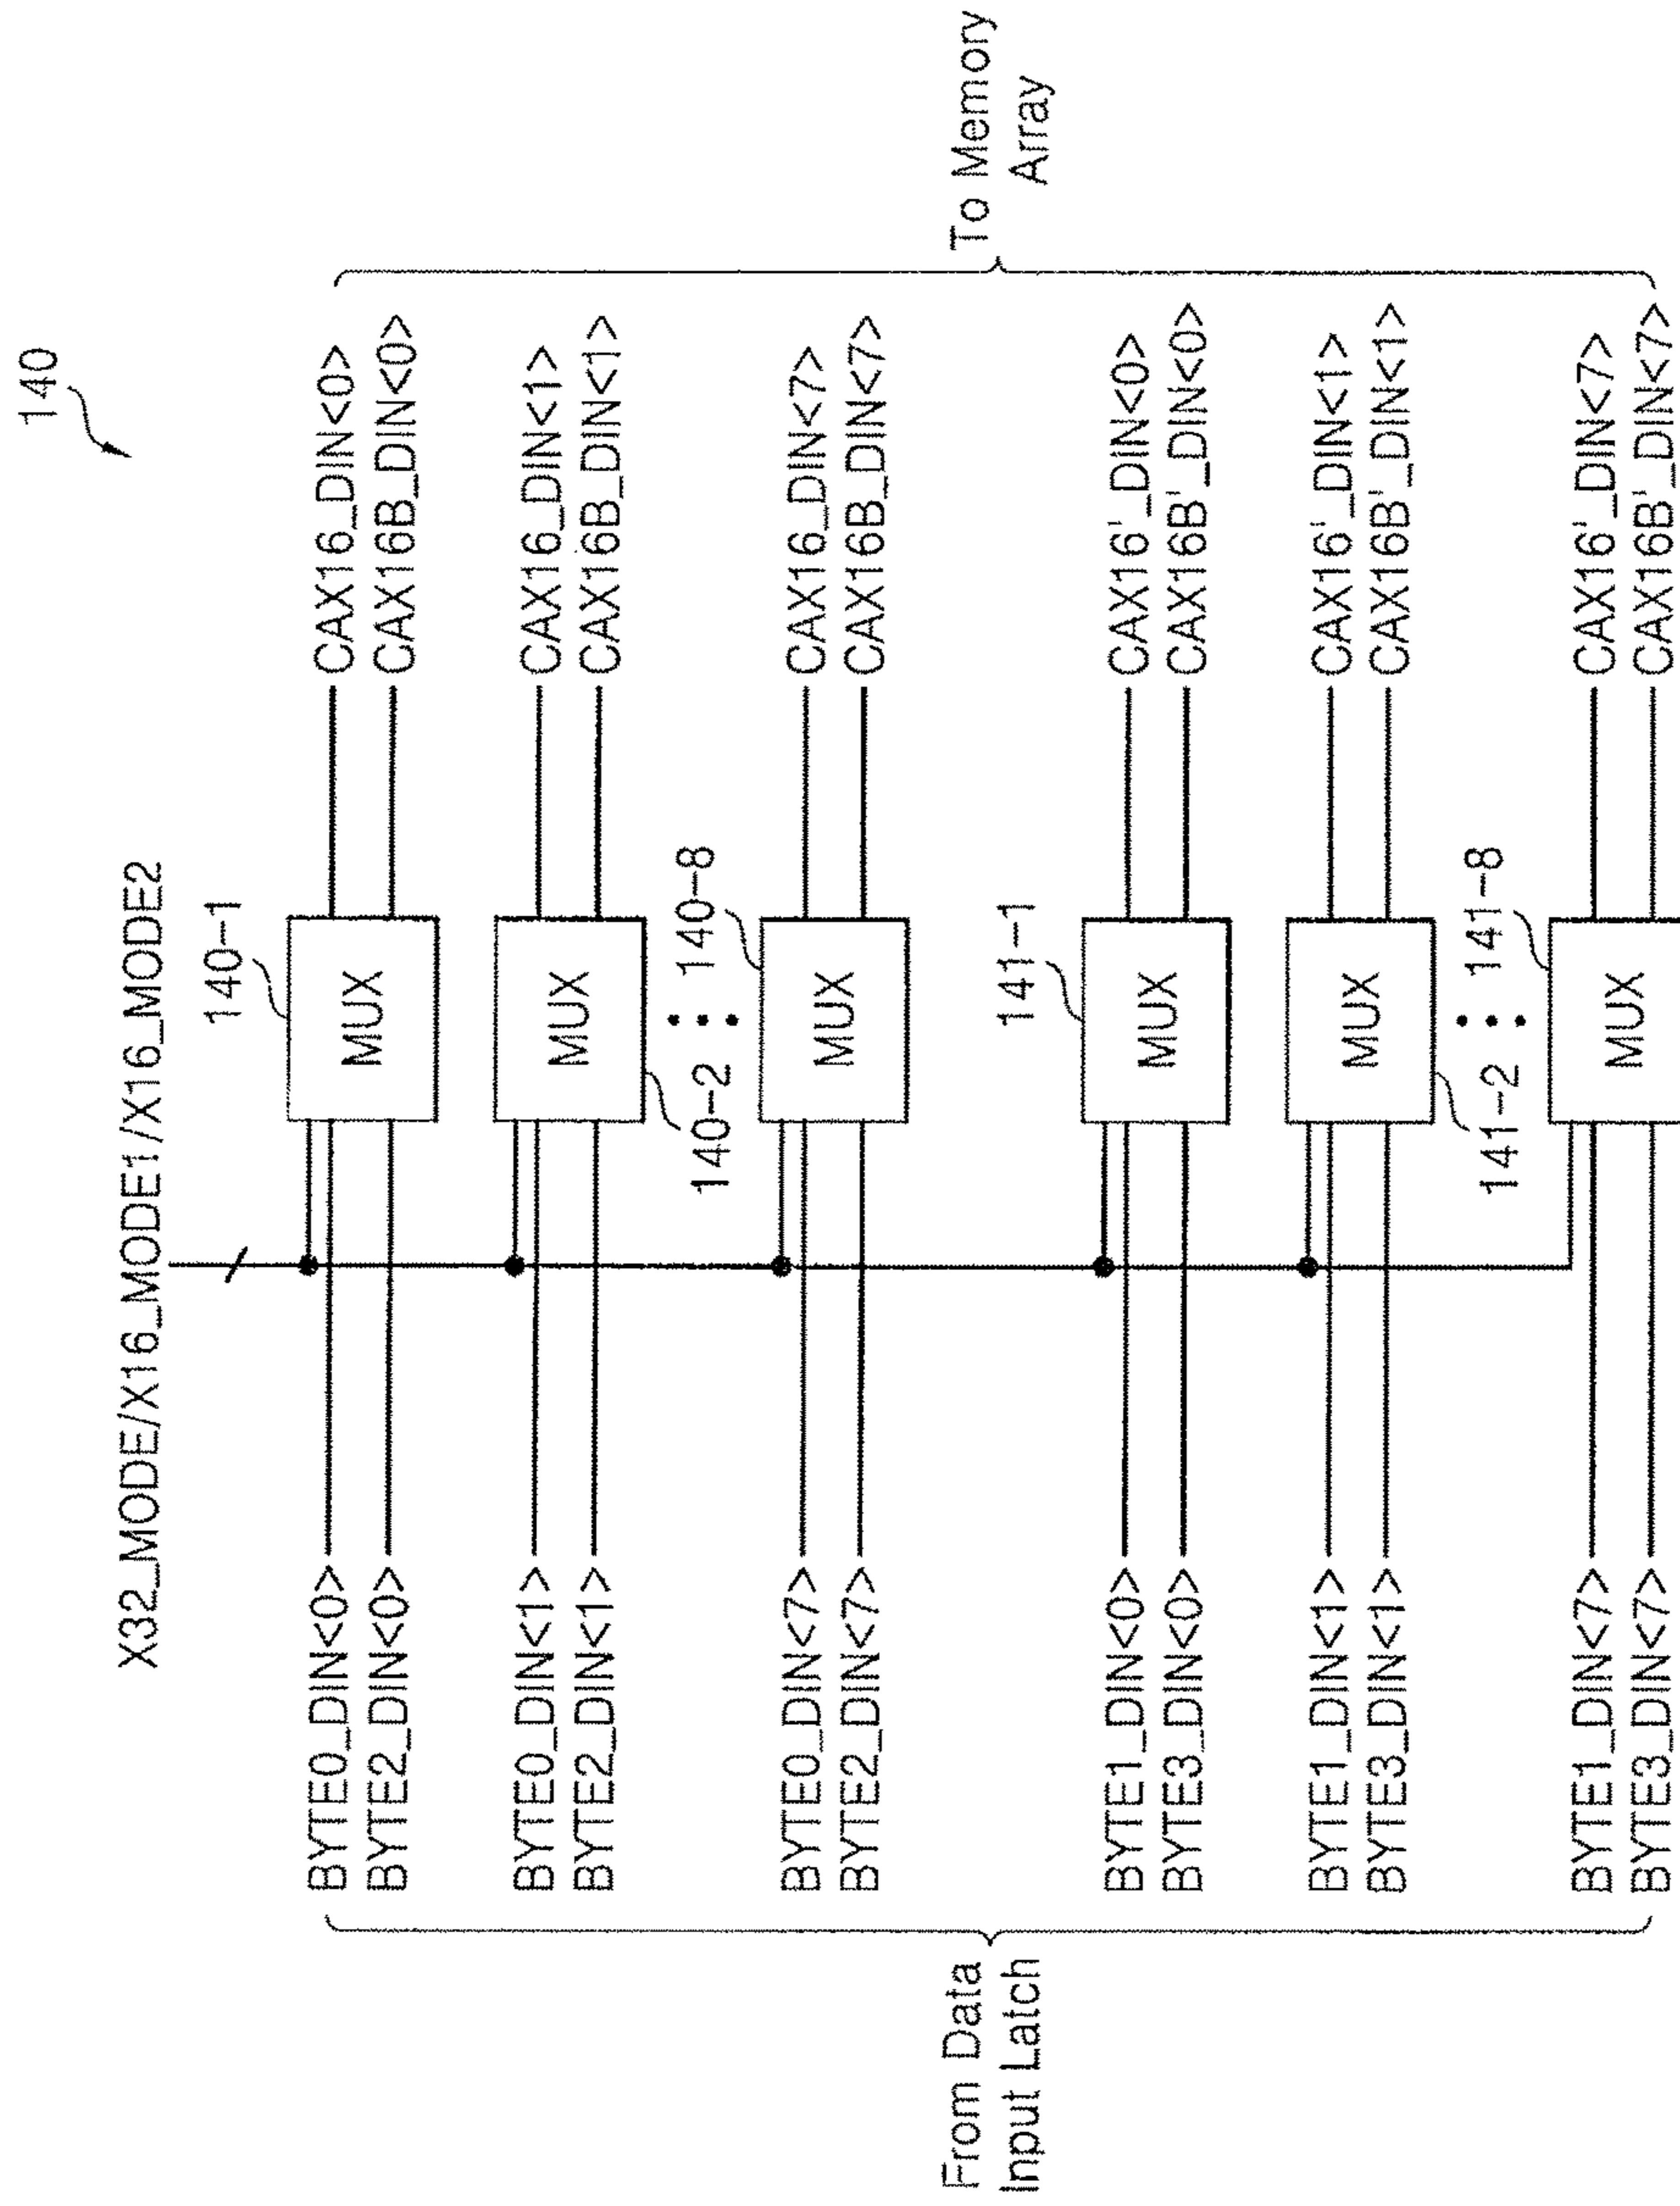 140
X32_MODE/X16_MODE1/X16_MODE2
140-1
BYTE0_DIN<0>
MUX
CAX16_DIN<0>
BYTE2_DIN<0>
CAX16B_DIN<0>
BYTE0_DIN<1>
MUX
CAX16_DIN<1>
BYTE2_DIN<1>
CAX16B_DIN<1>
140-2
140-8
BYTE0_DIN<7>
MUX
CAX16_DIN<7>
BYTE2_DIN<7>
CAX16B_DIN<7>
From Data
Input Latch
To Memory
Array
141-1
BYTE1_DIN<0>
MUX
CAX16'_DIN<0>
BYTE3_DIN<0>
CAX16B'_DIN<0>
BYTE1_DIN<1>
MUX
CAX16'_DIN<1>
BYTE3_DIN<1>
CAX16B'_DIN<1>
141-2
141-8
BYTE1_DIN<7>
MUX
CAX16'_DIN<7>
BYTE3_DIN<7>
CAX16B'_DIN<7>